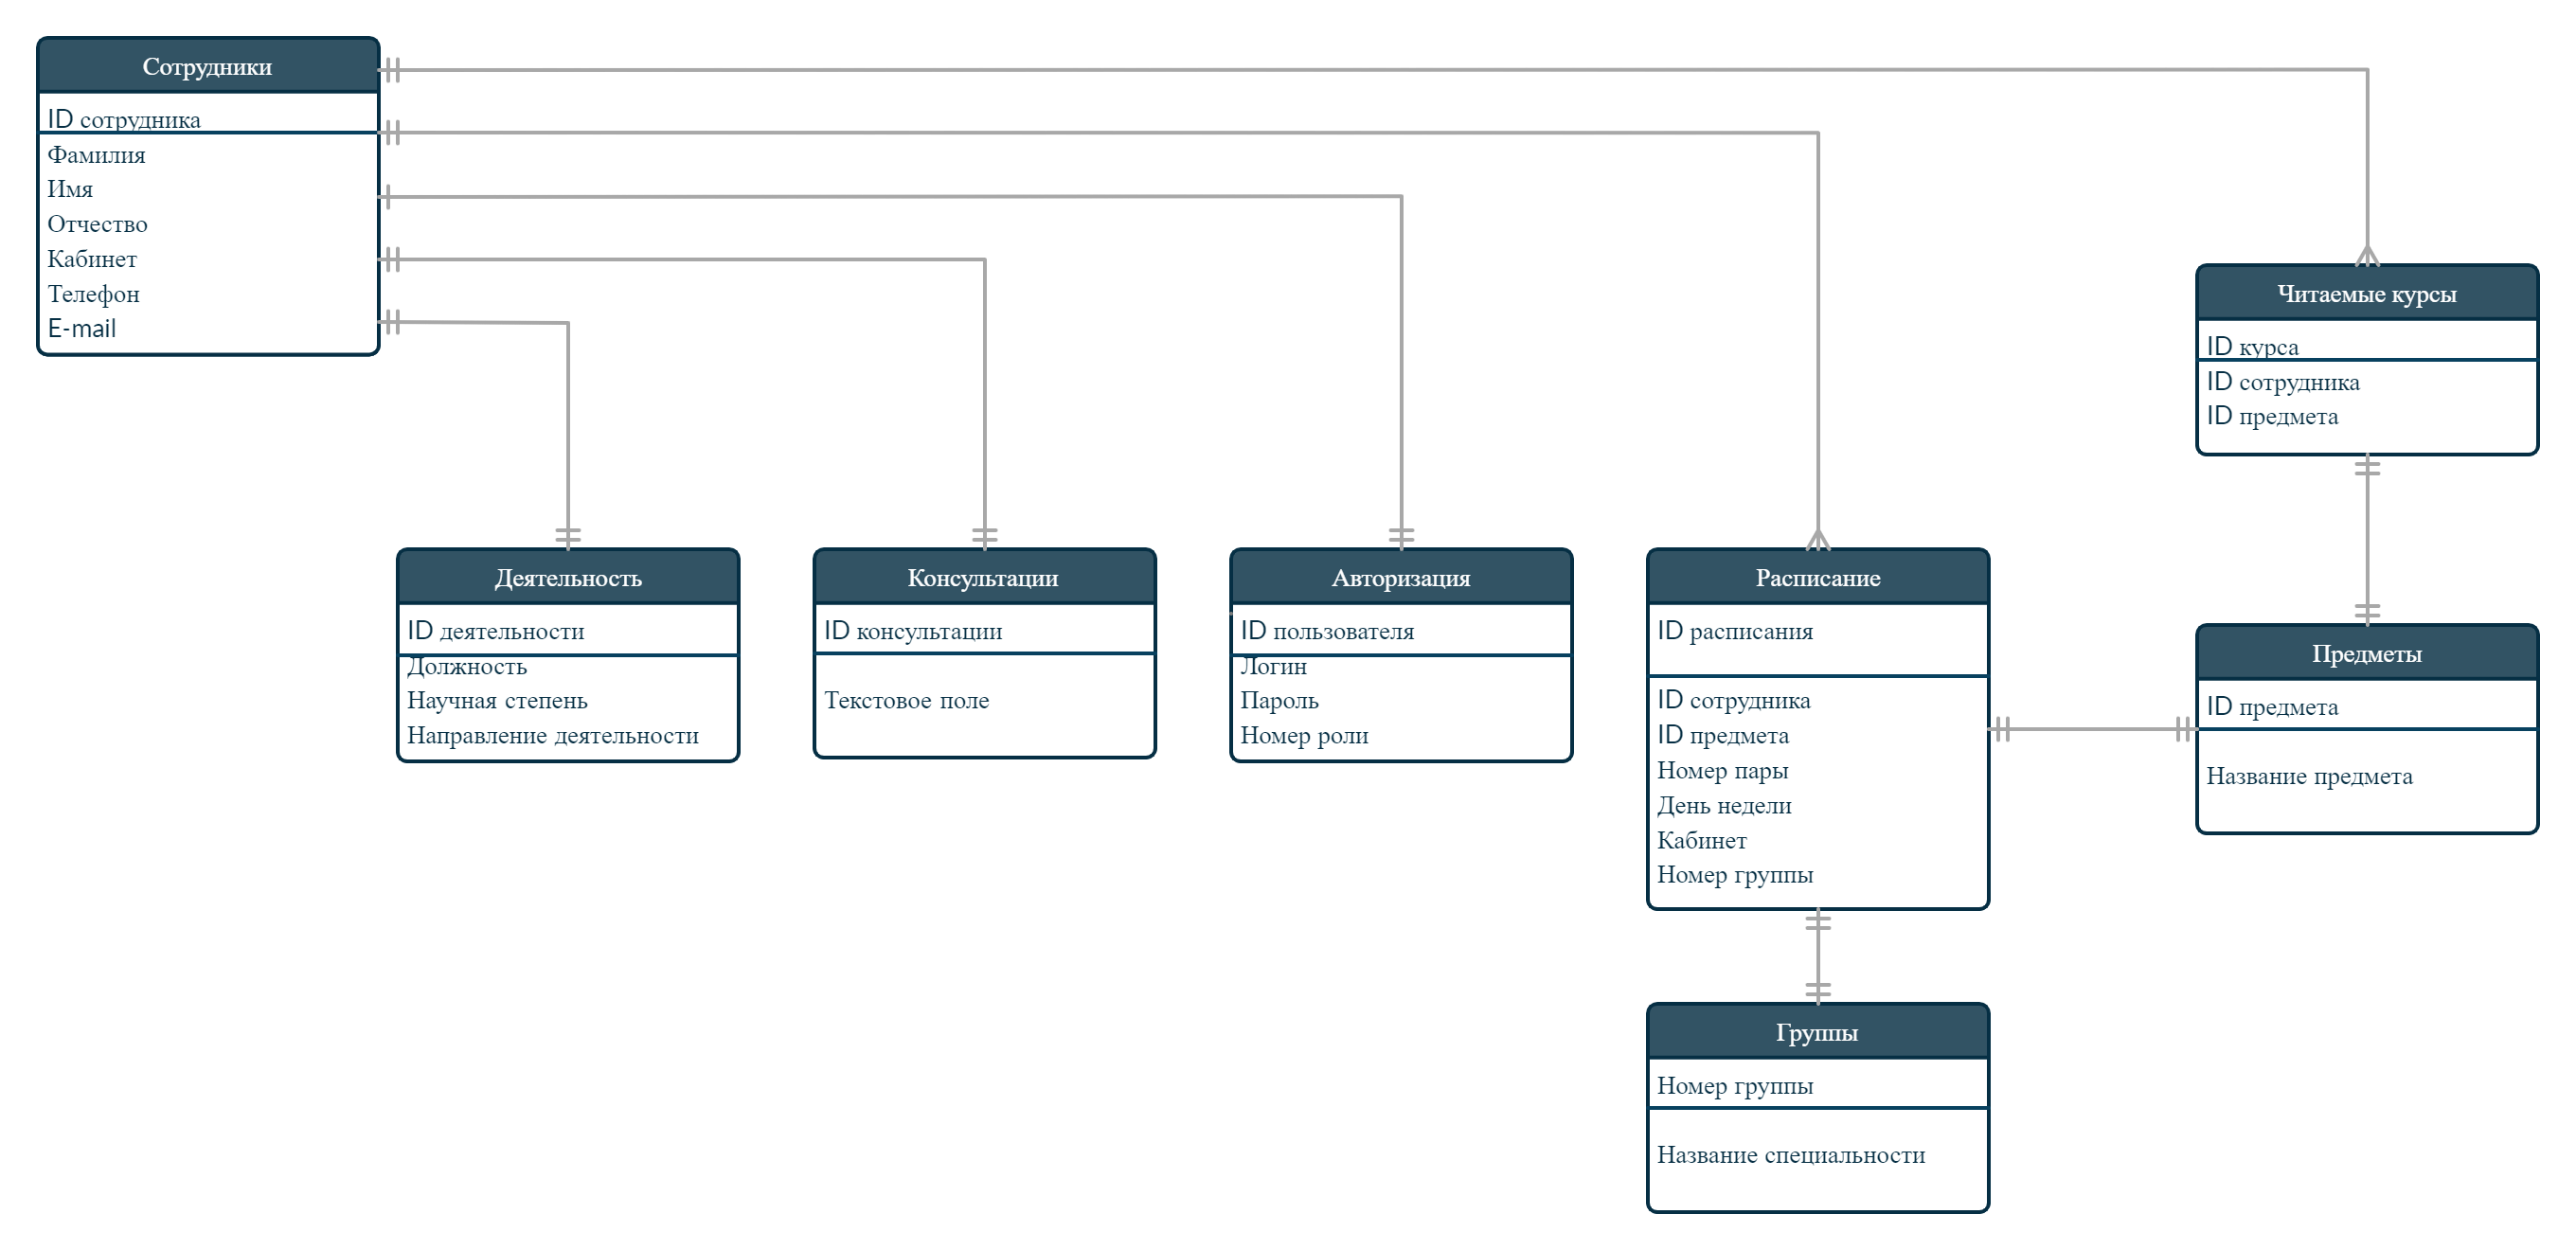 Сотрудники
ID сотрудника
Фамилия
Имя
Отчество
Кабинет
Телефон
E-mail
Читаемые курсы
ID курса
ID сотрудника
ID предмета
Деятельность
ID деятельности
Должность
Научная степень
Направление деятельности
Консультации
ID консультации
Текстовое поле
Авторизация
ID пользователя
Логин
Пароль
Номер роли
Расписание
ID расписания
ID сотрудника
ID предмета
Номер пары
День недели
Кабинет
Номер группы
Предметы
ID предмета
Название предмета
Группы
Номер группы
Название специальности